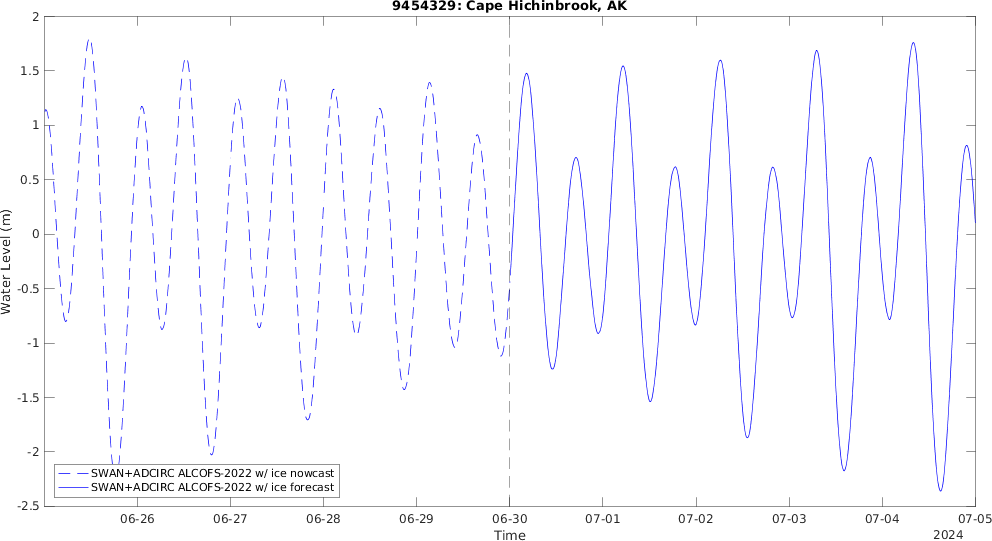 9454329: Cape Hichinbrook, AK
Water Level (m)
2
1.5
1
0.5
0
-0.5
-1
-1.5
-2
-2.5
SWAN+ADCIRC ALCOFS-2022 w/ ice nowcast
SWAN+ADCIRC ALCOFS-2022 w/ ice forecast
06-26 06-27 06-28 06-29 06-30 07-01 07-02 07-03 07-04 07-05
Time
2024